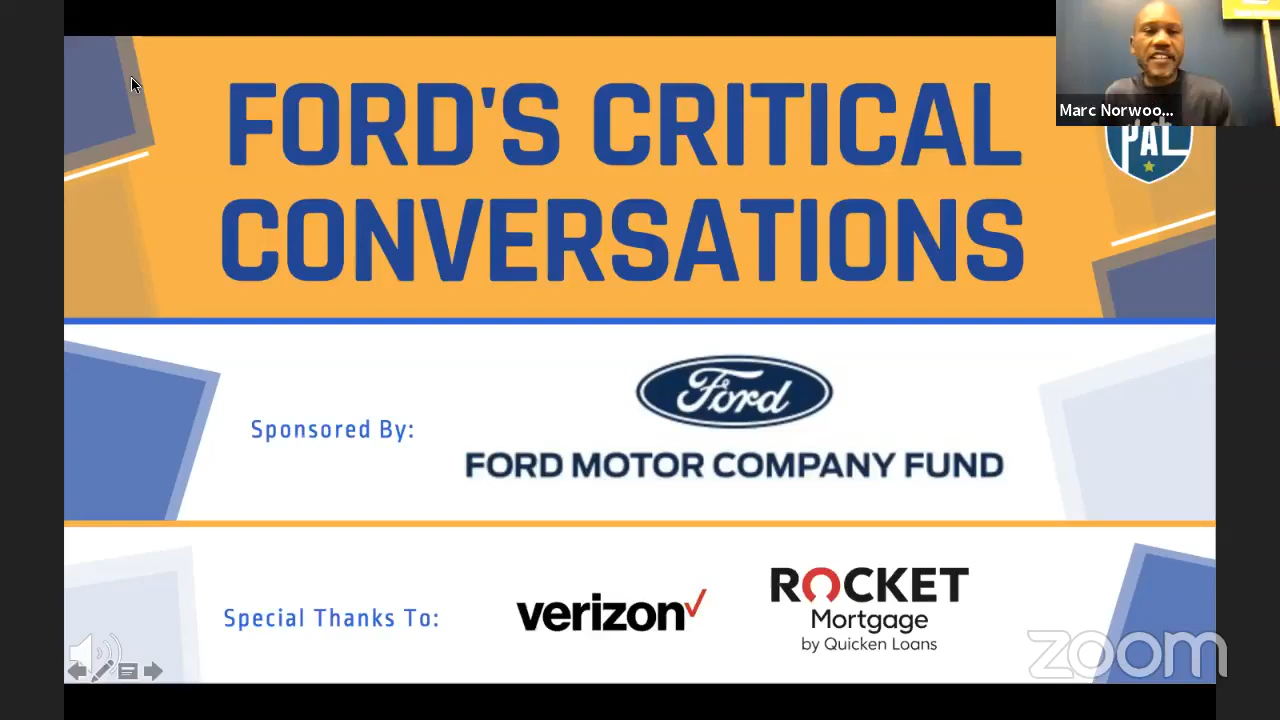 FORD'S CRITICAL
CONVERSATIONS
Marc Norwoo...
PAL
Sponsored By:
Ford
FORD MOTOR COMPANY FUND
Special Thanks To:
verizon
ROCKET
Mortgage
by Quicken Loans
zoom